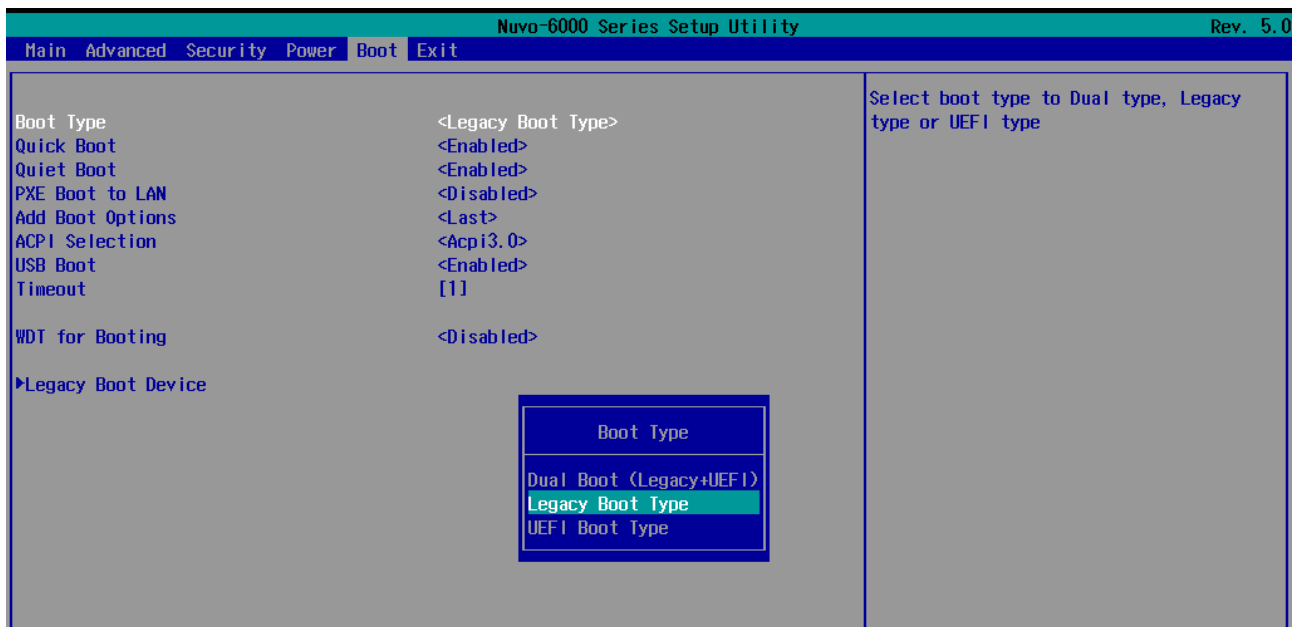 Nuvo-6000 Series Setup Utility Rev. 5.0
Main Advanced Security Power Boot Exit
Boot Type <Legacy Boot Type>
Quick Boot <Enabled>
Quiet Boot <Enabled>
PXE Boot to LAN <Disabled>
Add Boot Options <Last>
ACPI Selection <Acpi3.0>
USB Boot <Enabled>
Timeout [1]
WDT for Booting <Disabled>
▶Legacy Boot Device
Select boot type to Dual type, Legacy
type or UEFI type
Boot Type
Dual Boot (Legacy+UEFI)
Legacy Boot Type
UEFI Boot Type